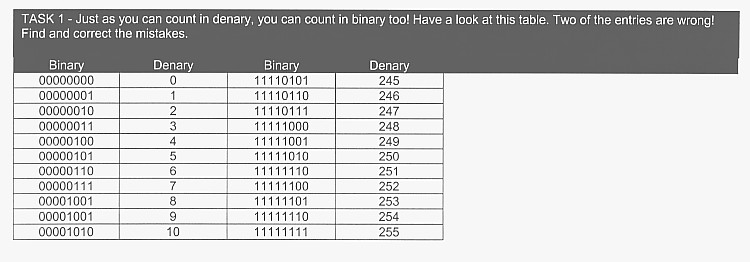 TASK 1 - Just as you can count in denary, you can count in binary too! Have a look at this table. Two of the entries are wrong!
Find and correct the mistakes.
Binary Denary Binary Denary
00000000 0 11110101 245
00000001 1 11110110 246
00000010 2 11110111 247
00000011 3 11111000 248
00000100 4 11111001 249
00000101 5 11111010 250
00000110 6 11111110 251
00000111 7 11111100 252
00001001 8 11111101 253
00001001 9 11111110 254
00001010 10 11111111 255